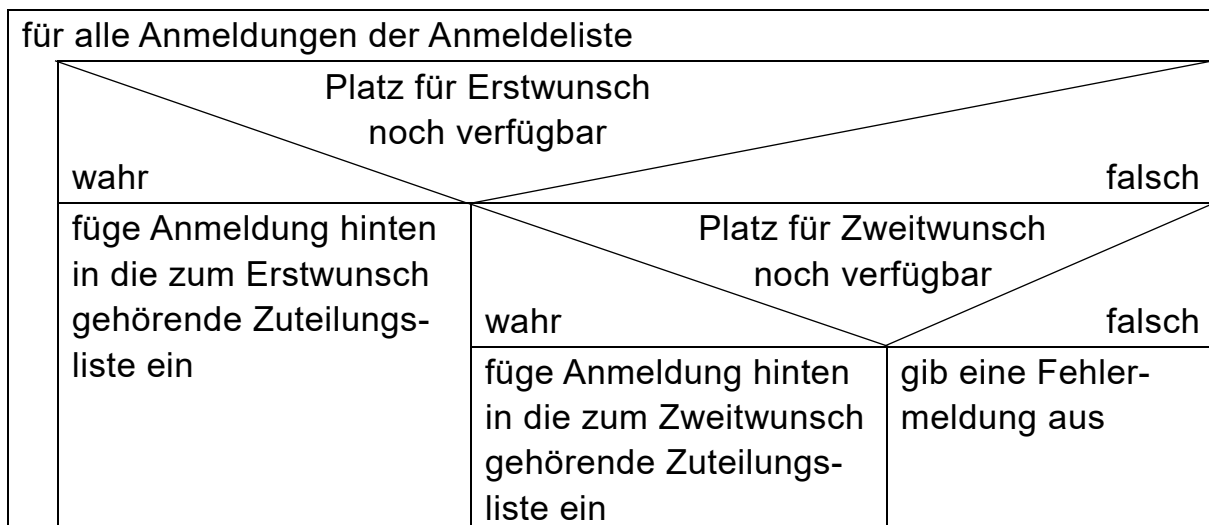 für alle Anmeldungen der Anmeldeliste
Platz für Erstwunsch
noch verfügbar
wahr
falsch
füge Anmeldung hinten
in die zum Erstwunsch
gehörende Zuteilungs-
liste ein
Platz für Zweitwunsch
noch verfügbar
wahr
falsch
füge Anmeldung hinten
in die zum Zweitwunsch
gehörende Zuteilungs-
liste ein
gib eine Fehler-
meldung aus